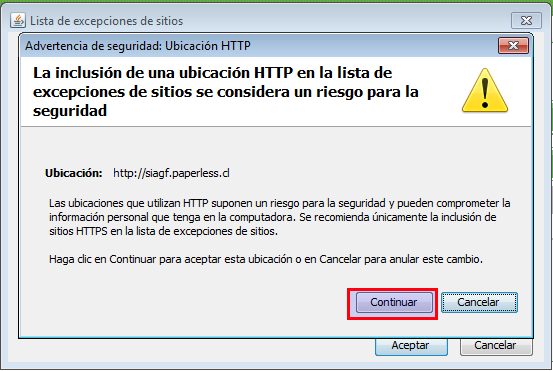 Lista de excepciones de sitios
Advertencia de seguridad: Ubicación HTTP
La inclusión de una ubicación HTTP en la lista de
excepciones de sitios se considera un riesgo para la
seguridad
Ubicación: http://siagf.paperless.cl
Las ubicaciones que utilizan HTTP suponen un riesgo para la seguridad y pueden comprometer la
información personal que tenga en la computadora. Se recomienda únicamente la inclusión de
sitios HTTPS en la lista de excepciones de sitios.
Haga clic en Continuar para aceptar esta ubicación o en Cancelar para anular este cambio.
Continuar Cancelar
Aceptar Cancelar